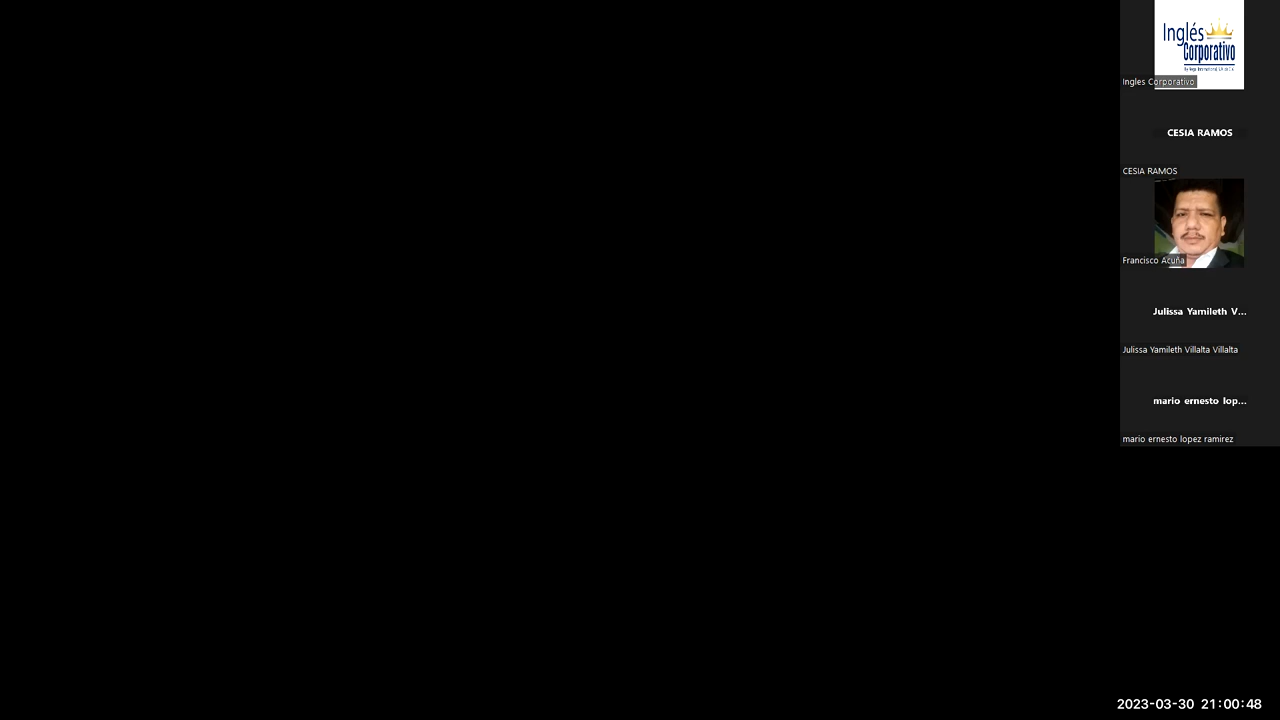 Inglés
Corporativo
Ingles Corporativo
CESIA RAMOS
CESIA RAMOS
Francisco Acuña
Julissa Yamileth V...
Julissa Yamileth Villalta Villalta
mario ernesto lop...
mario ernesto lopez ramirez
2023-03-30 21:00:48